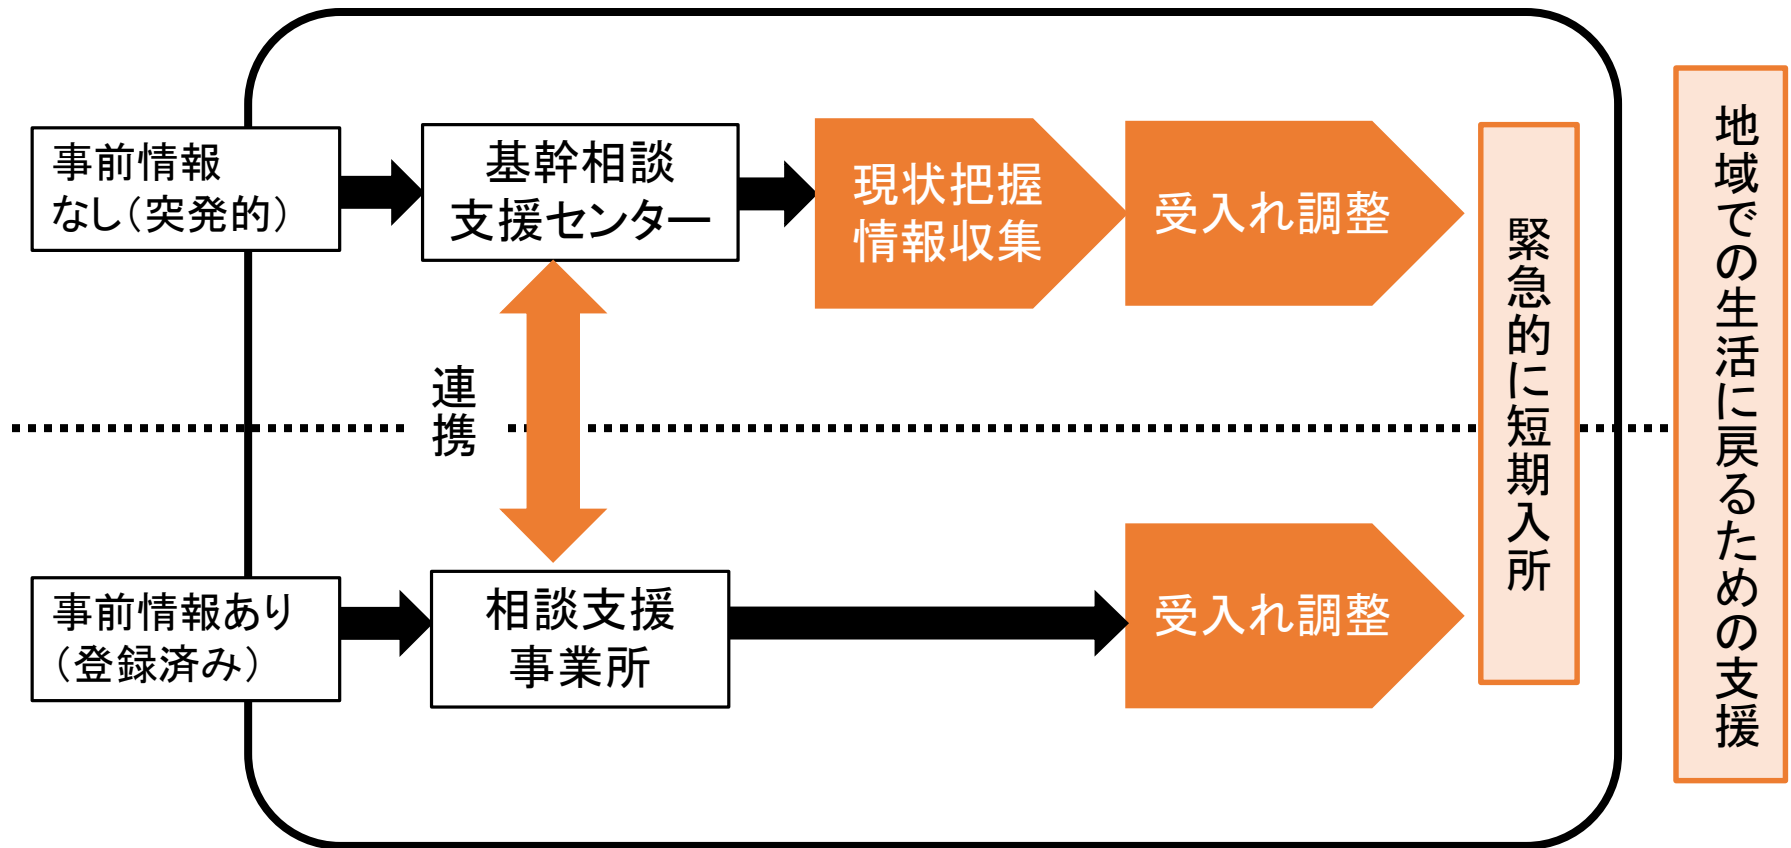 事前情報
なし（突発的）
基幹相談
支援センター
現状把握
情報収集
受入れ調整
連携
事前情報あり
（登録済み）
相談支援
事業所
受入れ調整
緊急的に短期入所
地域での生活に戻るための支援